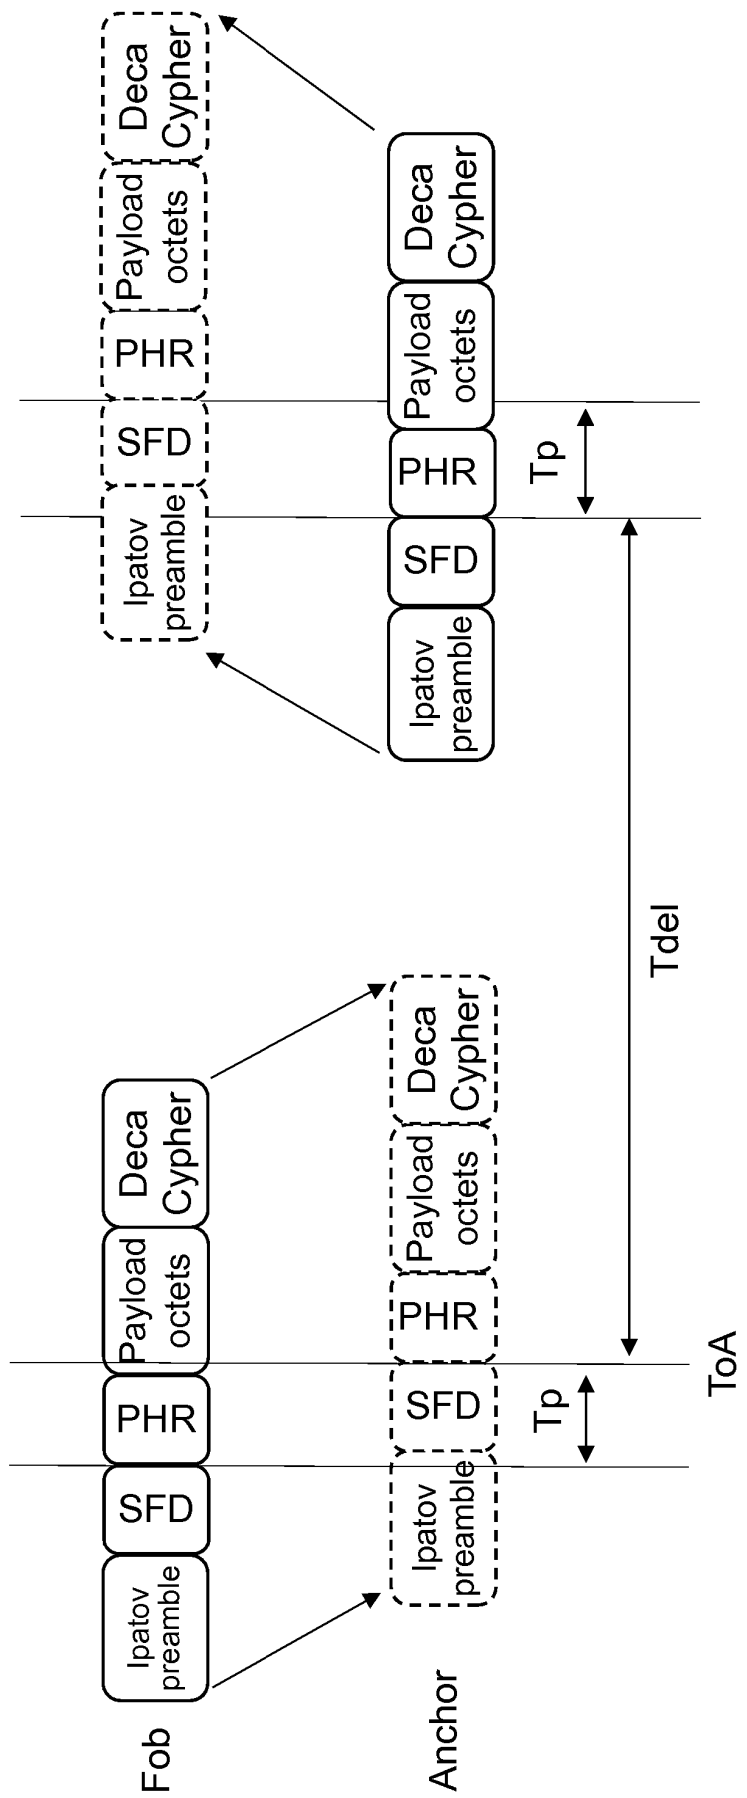 Fob
Ipatov
preamble
SFD
PHR
Payload
octets
Deca
Cypher
Ipatov
preamble
SFD
PHR
Payload
octets
Deca
Cypher
Anchor
Ipatov
preamble
SFD
PHR
Payload
octets
Deca
Cypher
Ipatov
preamble
SFD
PHR
Payload
octets
Deca
Cypher
Tp
Tp
Tdel
ToA